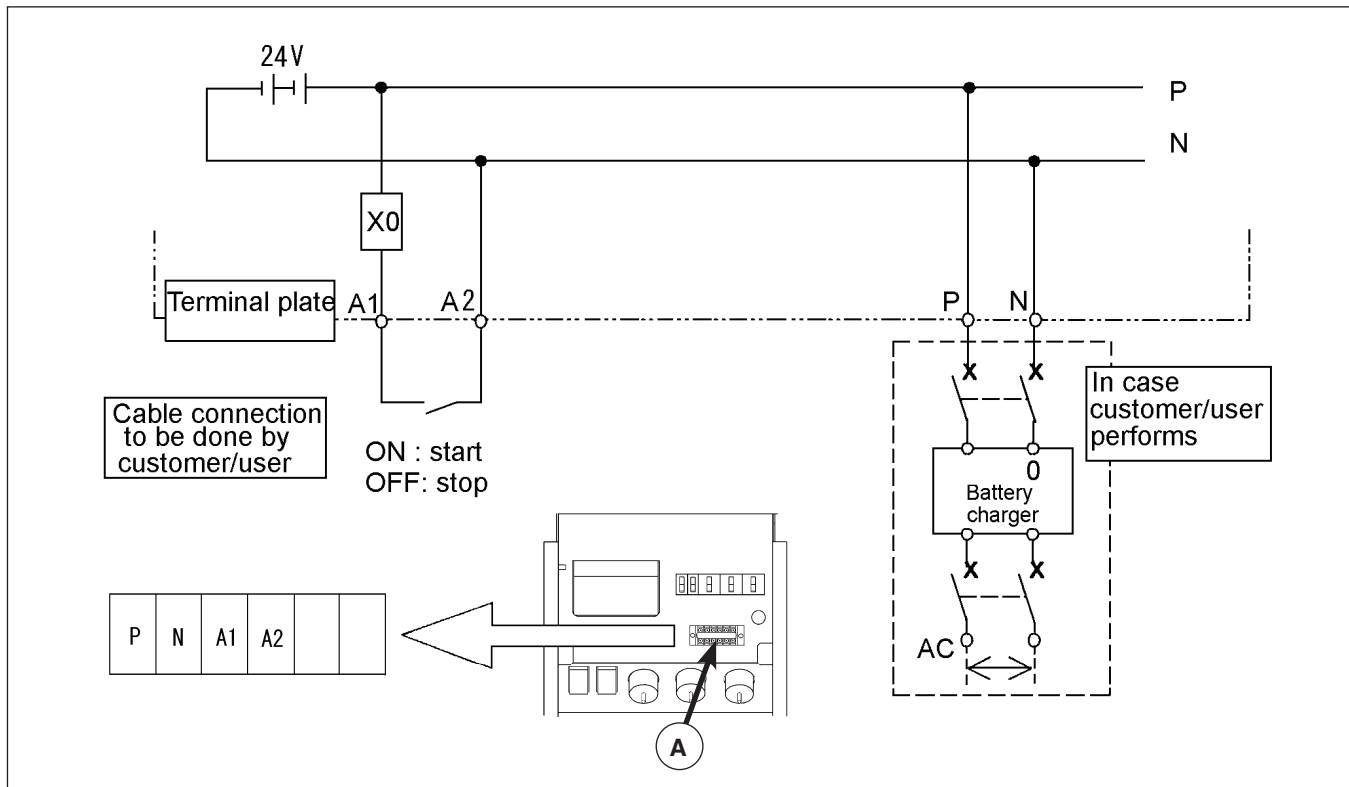 24V
P
N
X0
Terminal plate
A1
A2
P
N
X
X
In case
customer/user
performs
Cable connection
to be done by
customer/user
ON : start
OFF: stop
0
Battery
charger
X
X
AC
P N A1 A2
A